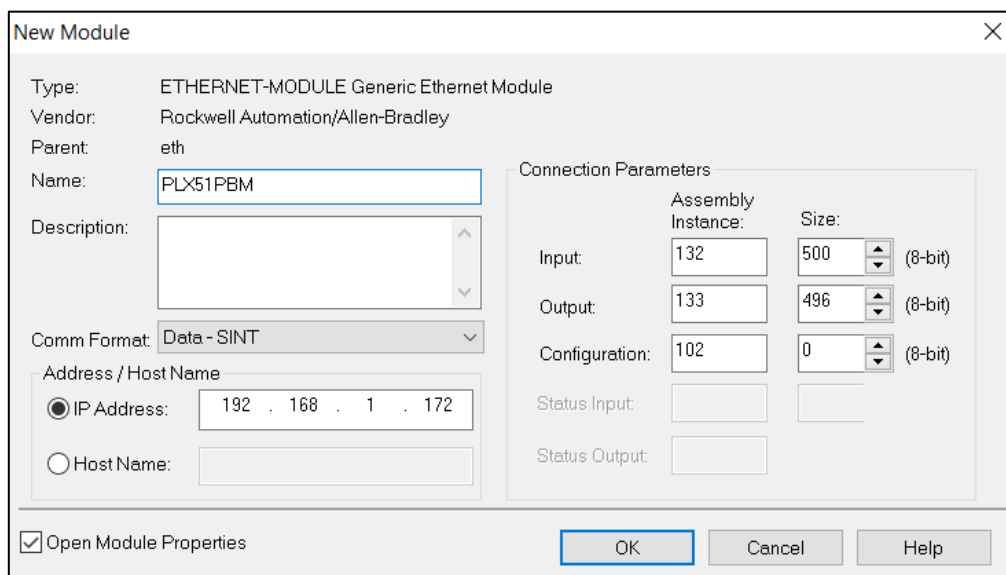 New Module
Type: ETHERNET-MODULE Generic Ethernet Module
Vendor: Rockwell Automation/Allen-Bradley
Parent: eth
Name: PLX51PBM
Description:
Comm Format: Data - SINT
Address / Host Name
IP Address: 192 . 168 . 1 . 172
Host Name:
Connection Parameters
Assembly
Instance: Size:
Input: 132 500 (8-bit)
Output: 133 496 (8-bit)
Configuration: 102 0 (8-bit)
Status Input:
Status Output:
Open Module Properties
OK Cancel Help